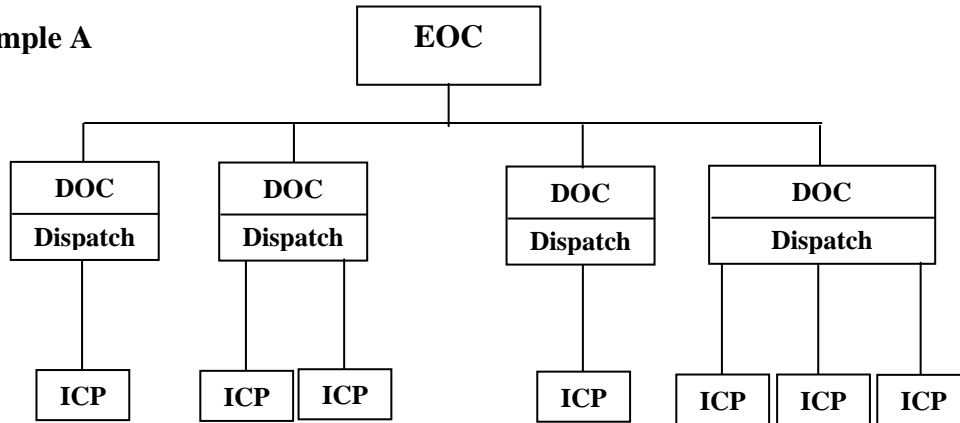 mple A
EOC
DOC DOC DOC DOC
Dispatch Dispatch Dispatch Dispatch
ICP ICP ICP ICP ICP ICP ICP